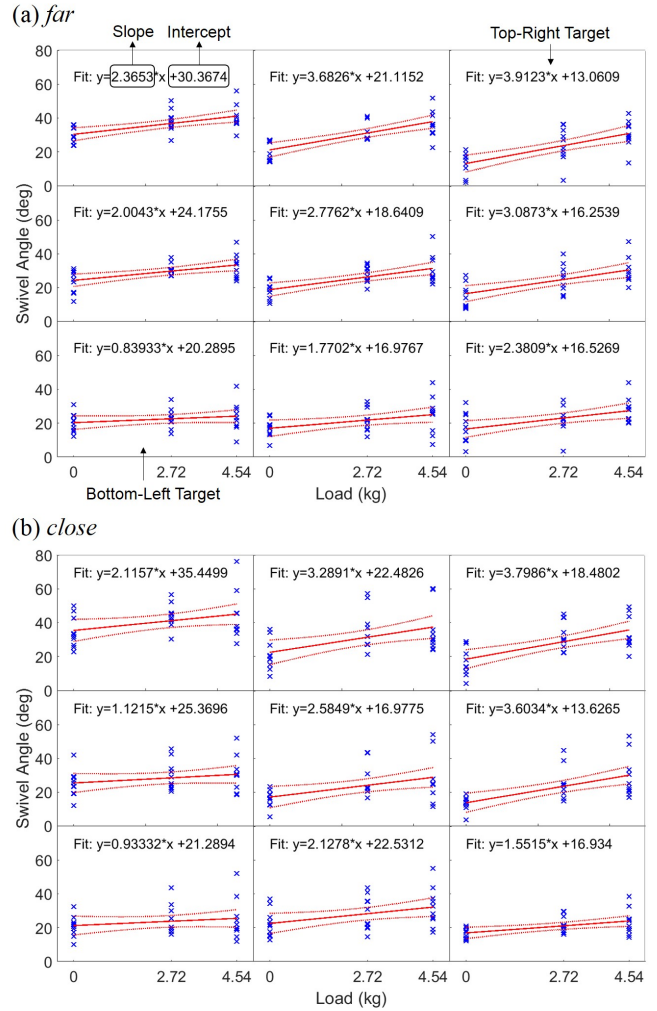 (a) far
Slope Intercept Top-Right Target
80
60
40
20
0
Fit: y=2.3653*x +30.3674
Fit: y=3.6826*x +21.1152
Fit: y=3.9123*x +13.0609
Swivel Angle (deg)
60
40
20
0
Fit: y=2.0043*x +24.1755
Fit: y=2.7762*x +18.6409
Fit: y=3.0873*x +16.2539
60
40
20
0
Fit: y=0.83933*x +20.2895
Fit: y=1.7702*x +16.9767
Fit: y=2.3809*x +16.5269
0 2.72 4.54 0 2.72 4.54 0 2.72 4.54
Bottom-Left Target
Load (kg)
(b) close
80
60
40
20
0
Fit: y=2.1157*x +35.4499
Fit: y=3.2891*x +22.4826
Fit: y=3.7986*x +18.4802
Swivel Angle (deg)
60
40
20
0
Fit: y=1.1215*x +25.3696
Fit: y=2.5849*x +16.9775
Fit: y=3.6034*x +13.6265
60
40
20
0
Fit: y=0.93332*x +21.2894
Fit: y=2.1278*x +22.5312
Fit: y=1.5515*x +16.934
0 2.72 4.54 0 2.72 4.54 0 2.72 4.54
Load (kg)